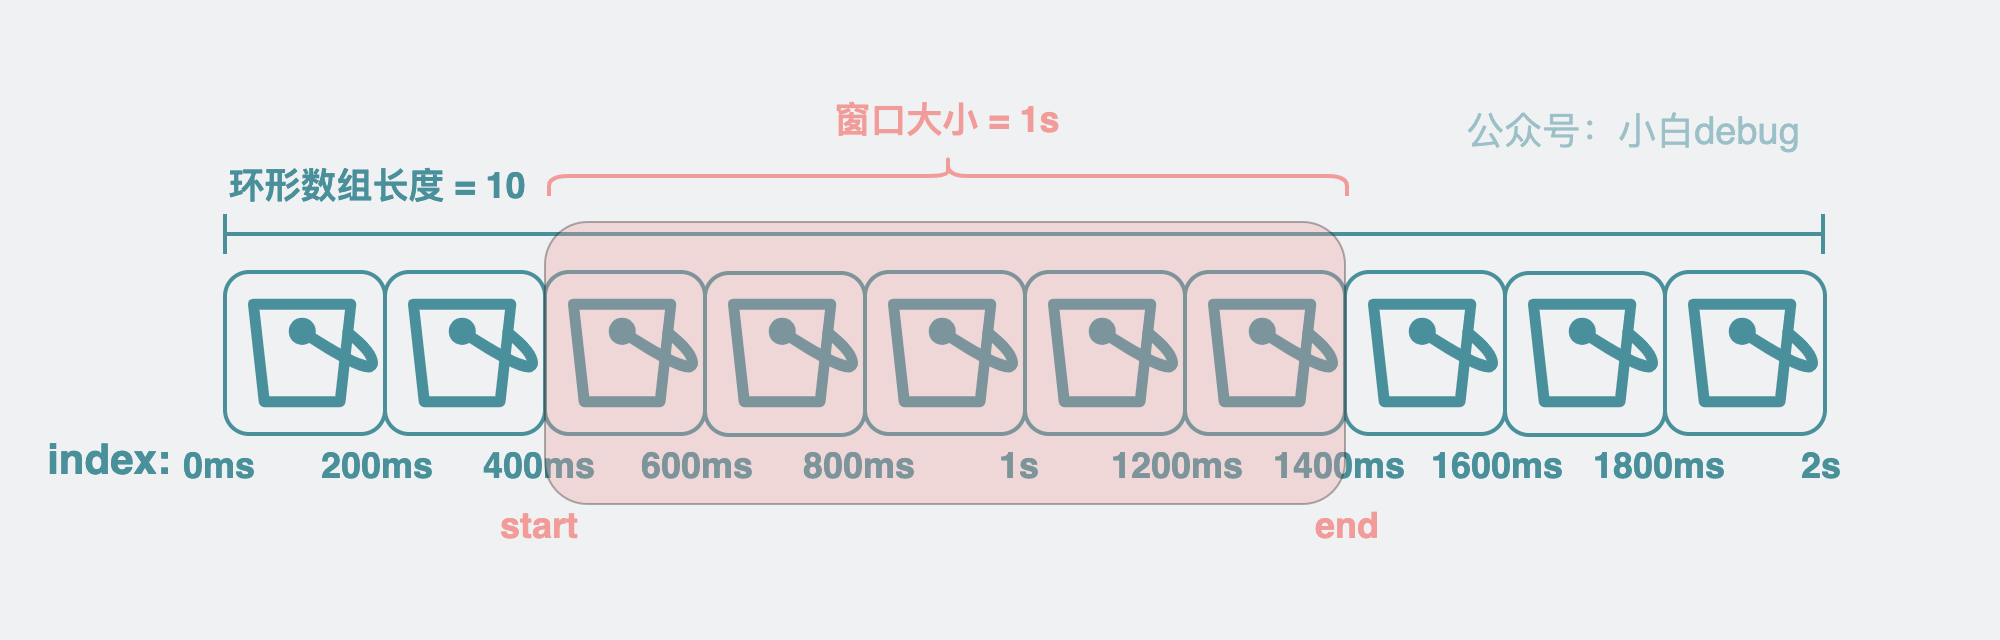 窗口大小 = 1s
公众号：小白debug
环形数组长度 = 10
index: 0ms 200ms 400ms 600ms 800ms 1s 1200ms 1400ms 1600ms 1800ms 2s
start end